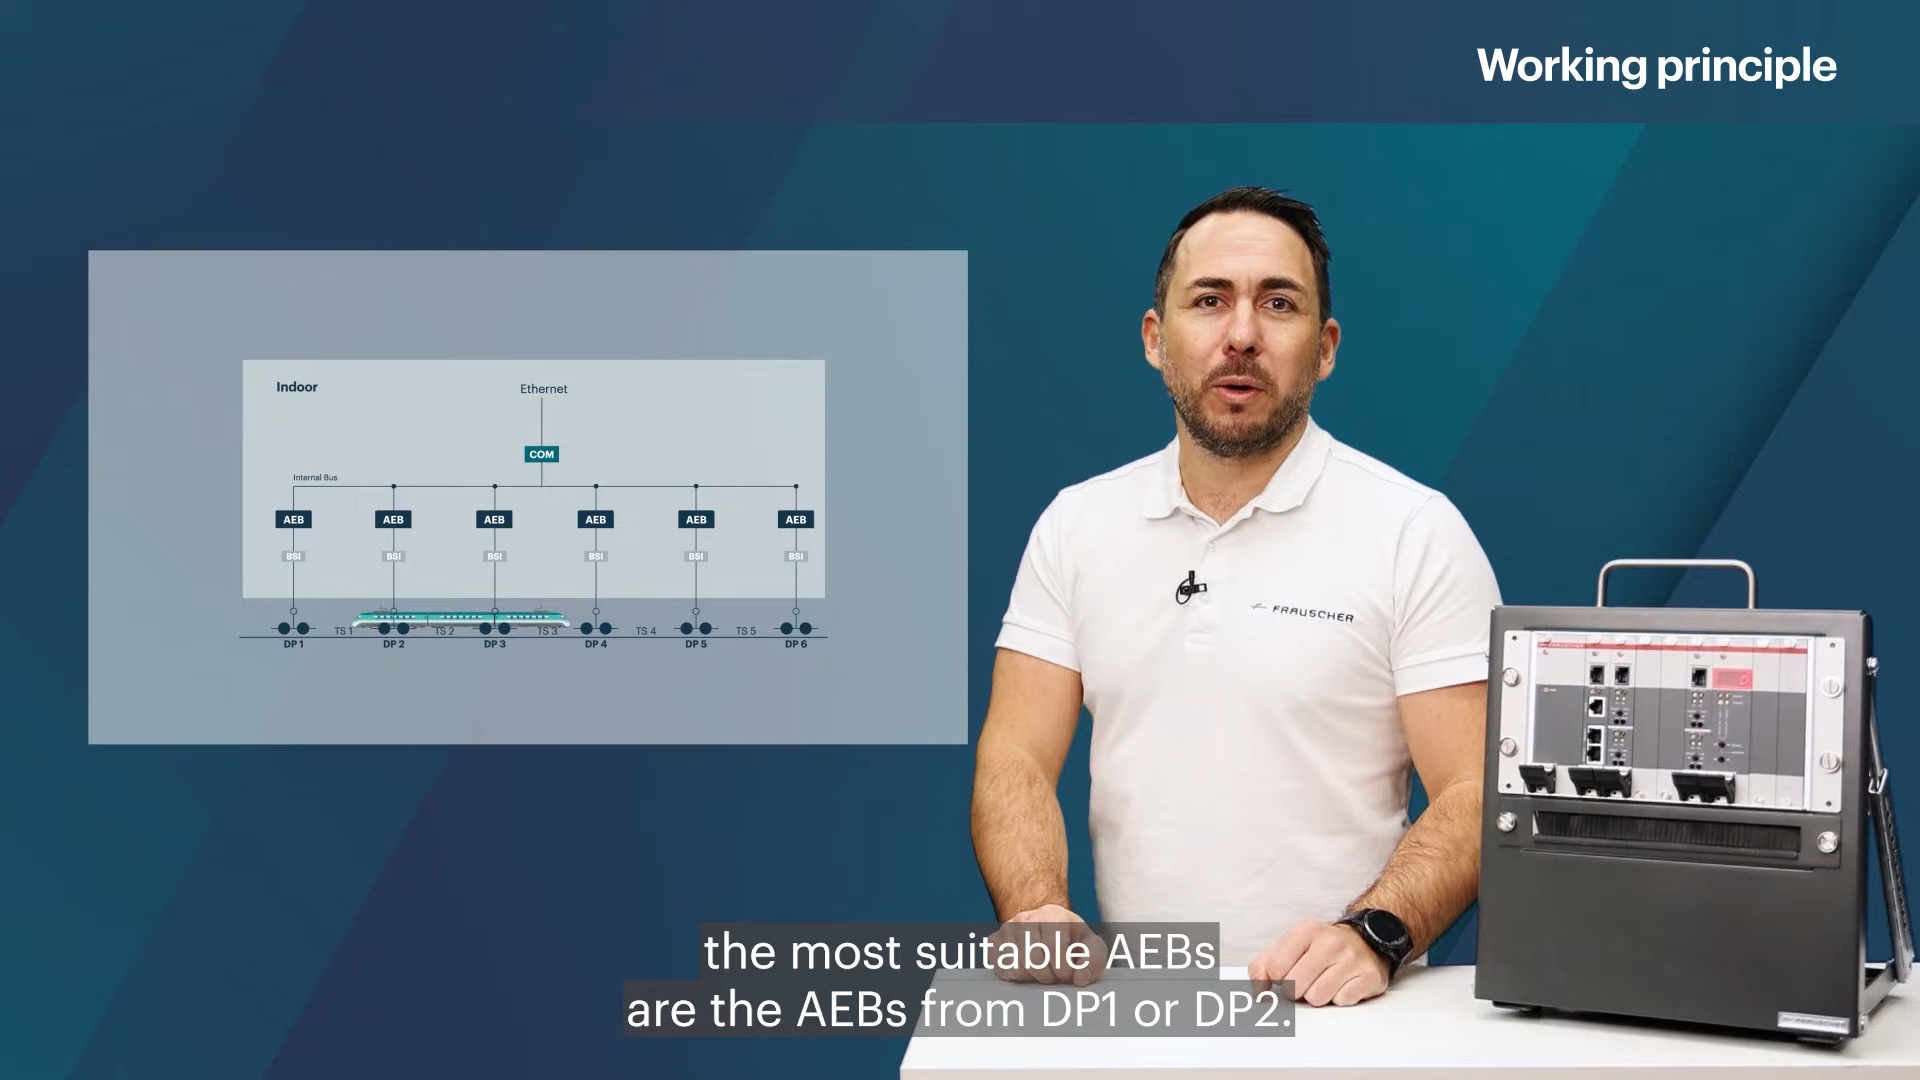 Working principle
Indoor
Ethernet
COM
Internal Bus
AEB AEB AEB AEB AEB AEB
BSI BSI BSI BSI BSI BSI
TS 1 TS 2 TS 3 TS 4 TS 5
DP 1 DP 2 DP 3 DP 4 DP 5 DP 6
FRAUSCHER
FRAUSCHER
the most suitable AEBs
are the AEBs from DP1 or DP2.
FRAUSCHER